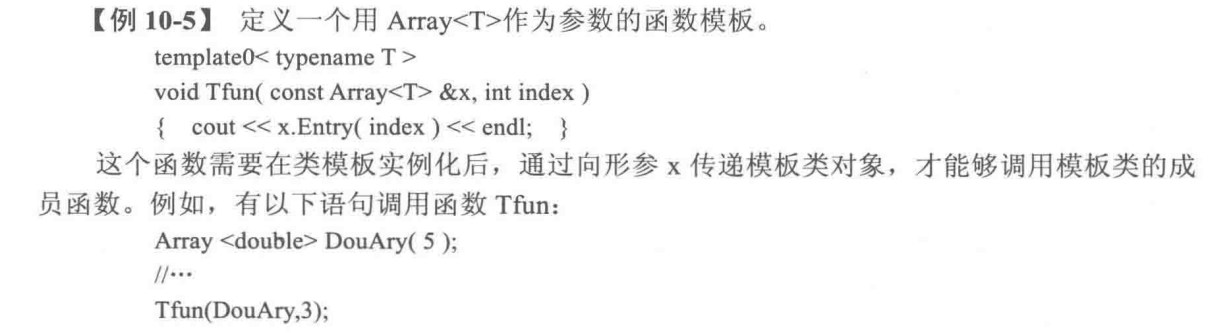 【例 10-5】 定义一个用 Array<T>作为参数的函数模板。
template0< typename T >
void Tfun( const Array<T> &x, int index )
{ cout << x.Entry( index ) << endl; }
这个函数需要在类模板实例化后，通过向形参 x 传递模板类对象，才能够调用模板类的成
员函数。例如，有以下语句调用函数 Tfun：
Array <double> DouAry( 5 );
//…
Tfun(DouAry,3);